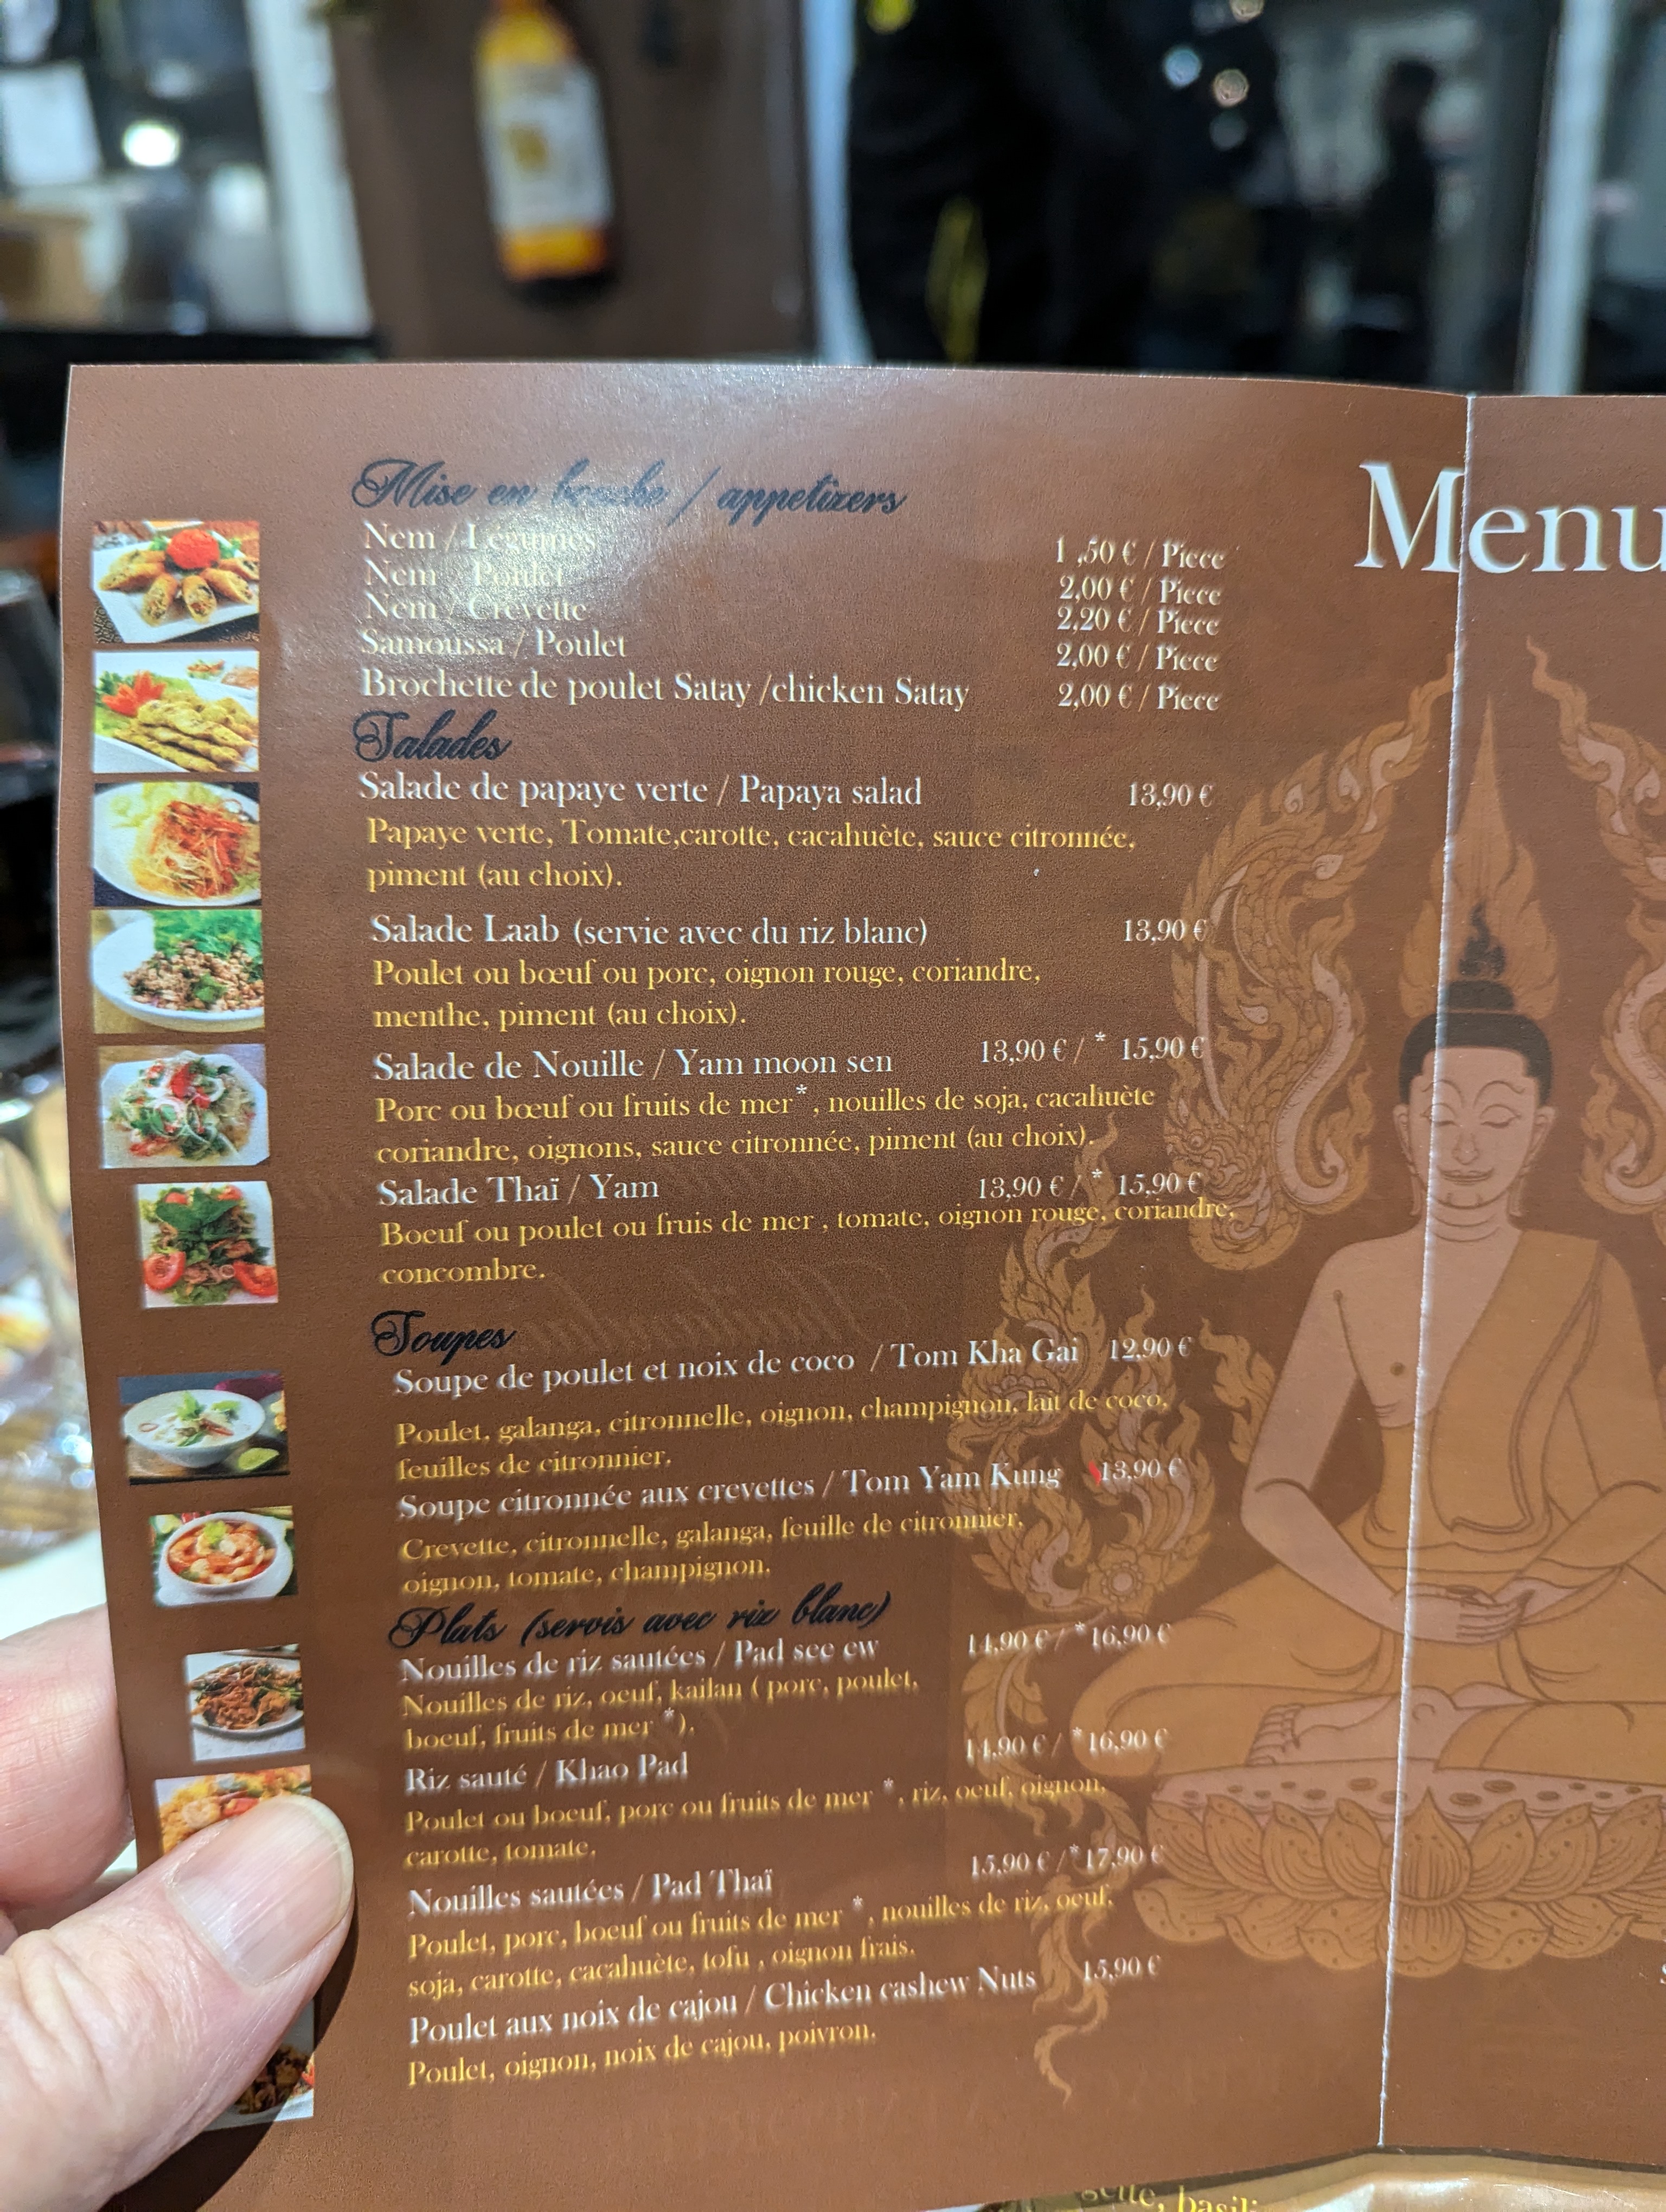 Mise en bouche / appetizers
Nem / Légumes 1 ,50 € / Piece
Nem / Poulet 2,00 € / Piece
Nem / Crevette 2,20 € / Piece
Samoussa / Poulet 2,00 € / Piece
Brochette de poulet Satay /chicken Satay 2,00 € / Piece
Menu
Salades
Salade de papaye verte / Papaya salad 13,90 €
Papaye verte, Tomate,carotte, cacahuète, sauce citronnée,
piment (au choix).
Salade Laab (servie avec du riz blanc) 13,90 €
Poulet ou bœuf ou porc, oignon rouge, coriandre,
menthe, piment (au choix).
Salade de Nouille / Yam moon sen 13,90 € / * 15,90 €
Porc ou bœuf ou fruits de mer*, nouilles de soja, cacahuète
coriandre, oignons, sauce citronnée, piment (au choix).
Salade Thaï / Yam 13,90 € / * 15,90 €
Boeuf ou poulet ou fruis de mer , tomate, oignon rouge, coriandre,
concombre.
Soupes
Soupe de poulet et noix de coco / Tom Kha Gai 12,90 €
Poulet, galanga, citronnelle, oignon, champignon, lait de coco,
feuilles de citronnier.
Soupe citronnée aux crevettes / Tom Yam Kung 13,90 €
Crevette, citronnelle, galanga, feuille de citronnier,
oignon, tomate, champignon.
Plats (servis avec riz blanc)
Nouilles de riz sautées / Pad see ew 14,90 € / *16,90 €
Nouilles de riz, oeuf, kailan ( porc, poulet,
boeuf, fruits de mer *).
Riz sauté / Khao Pad 14,90 € / *16,90 €
Poulet ou boeuf, porc ou fruits de mer *, riz, oeuf, oignon,
carotte, tomate.
Nouilles sautées / Pad Thaï 15,90 € /*17,90 €
Poulet, porc, boeuf ou fruits de mer *, nouilles de riz, oeuf,
soja, carotte, cacahuète, tofu , oignon frais.
Poulet aux noix de cajou / Chicken cashew Nuts 15,90 €
Poulet, oignon, noix de cajou, poivron.